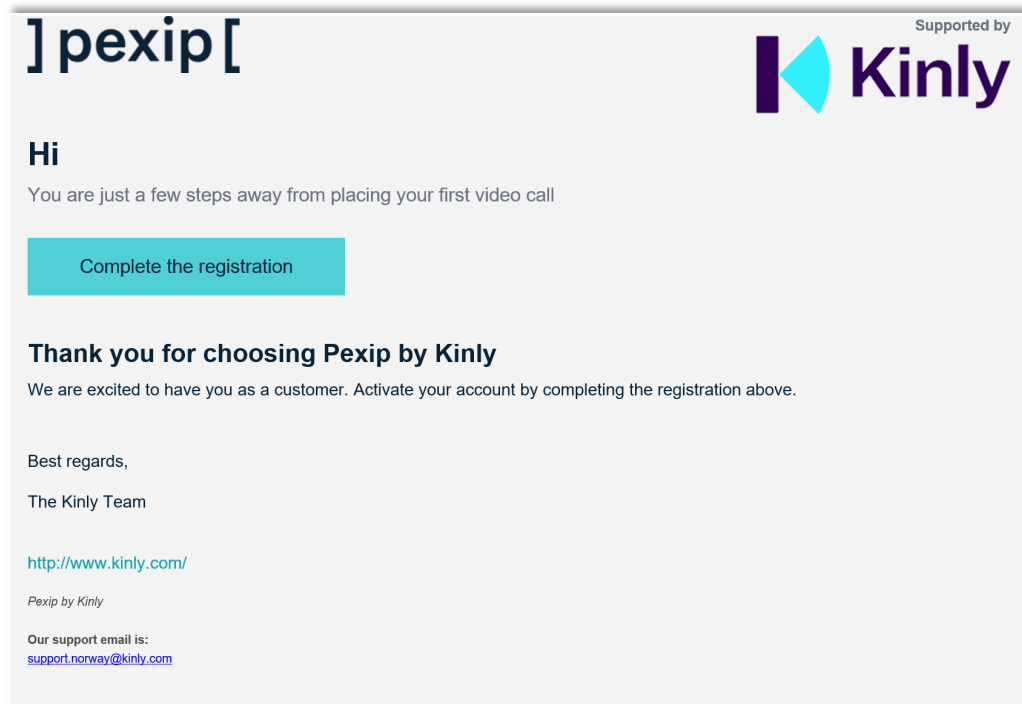 ]pexip[
Supported by
Kinly
Hi
You are just a few steps away from placing your first video call
Complete the registration
Thank you for choosing Pexip by Kinly
We are excited to have you as a customer. Activate your account by completing the registration above.
Best regards,
The Kinly Team
http://www.kinly.com/
Pexip by Kinly
Our support email is:
support.norway@kinly.com